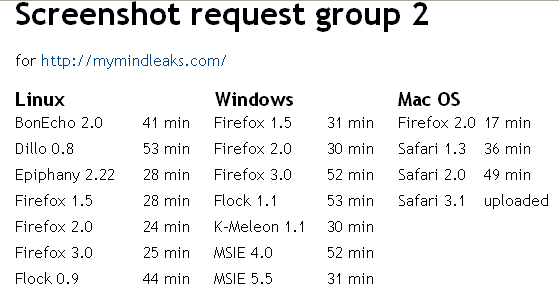 Screenshot request group 2
for http://mymindleaks.com/
Linux
BonEcho 2.0 41 min
Dillo 0.8 53 min
Epiphany 2.22 28 min
Firefox 1.5 28 min
Firefox 2.0 24 min
Firefox 3.0 25 min
Flock 0.9 44 min
Windows
Firefox 1.5 31 min
Firefox 2.0 30 min
Firefox 3.0 52 min
Flock 1.1 53 min
K-Meleon 1.1 30 min
MSIE 4.0 52 min
MSIE 5.5 31 min
Mac OS
Firefox 2.0 17 min
Safari 1.3 36 min
Safari 2.0 49 min
Safari 3.1 uploaded